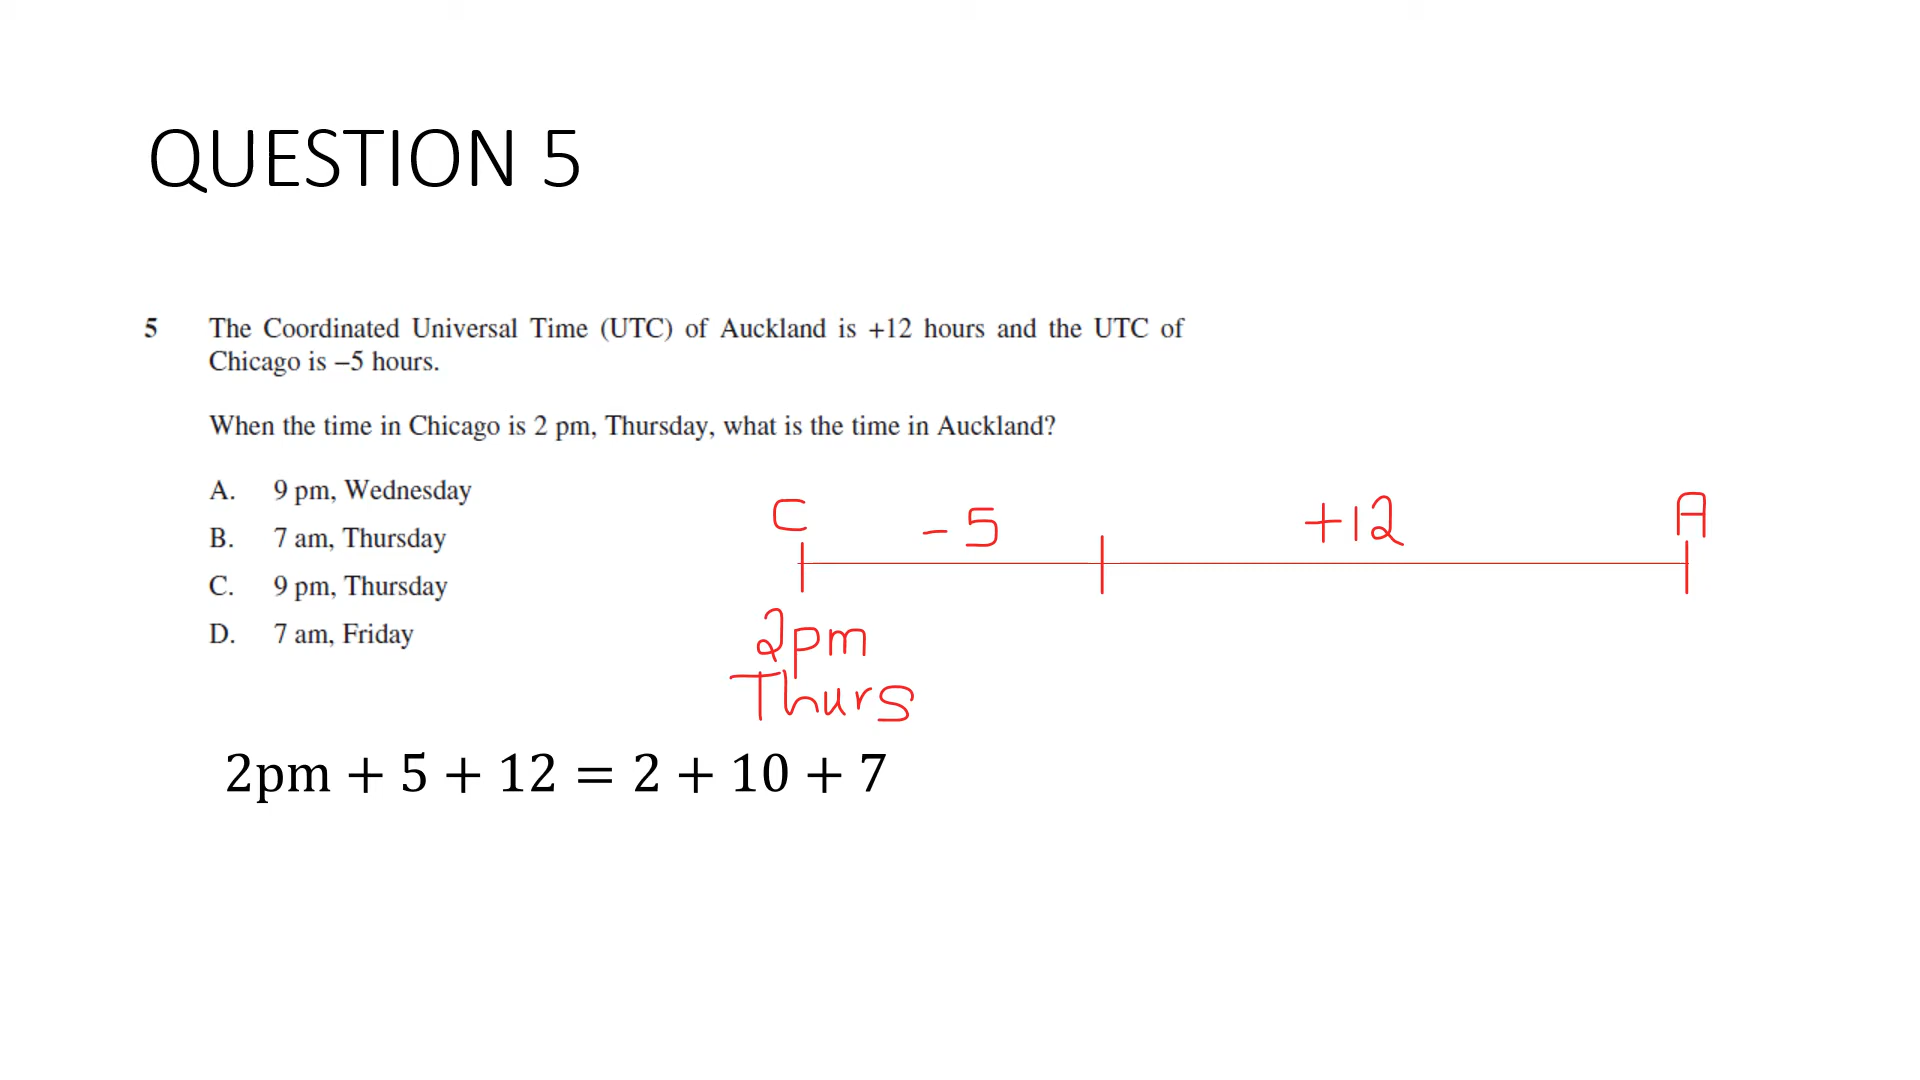 QUESTION 5
5 The Coordinated Universal Time (UTC) of Auckland is +12 hours and the UTC of
Chicago is –5 hours.
When the time in Chicago is 2 pm, Thursday, what is the time in Auckland?
A. 9 pm, Wednesday
B. 7 am, Thursday
C. 9 pm, Thursday
D. 7 am, Friday
C -5 +12 A
2pm
Thurs
2pm + 5 + 12 = 2 + 10 + 7